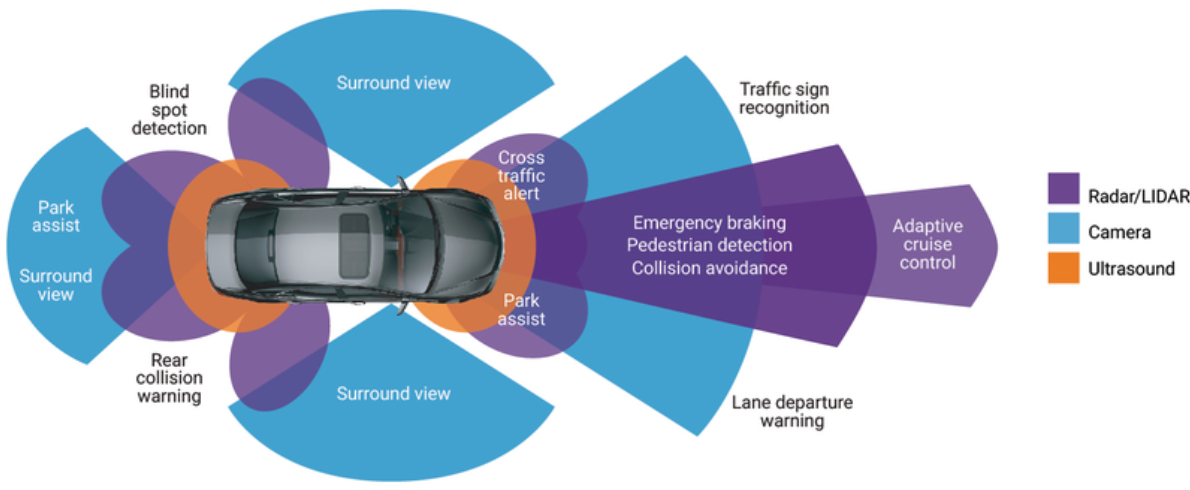 Surround view
Blind
spot
detection
Traffic sign
recognition
Cross
traffic
alert
Park
assist
Surround
view
Emergency braking
Pedestrian detection
Collision avoidance
Adaptive
cruise
control
Radar/LIDAR
Camera
Ultrasound
Park
assist
Rear
collision
warning
Surround view
Lane departure
warning